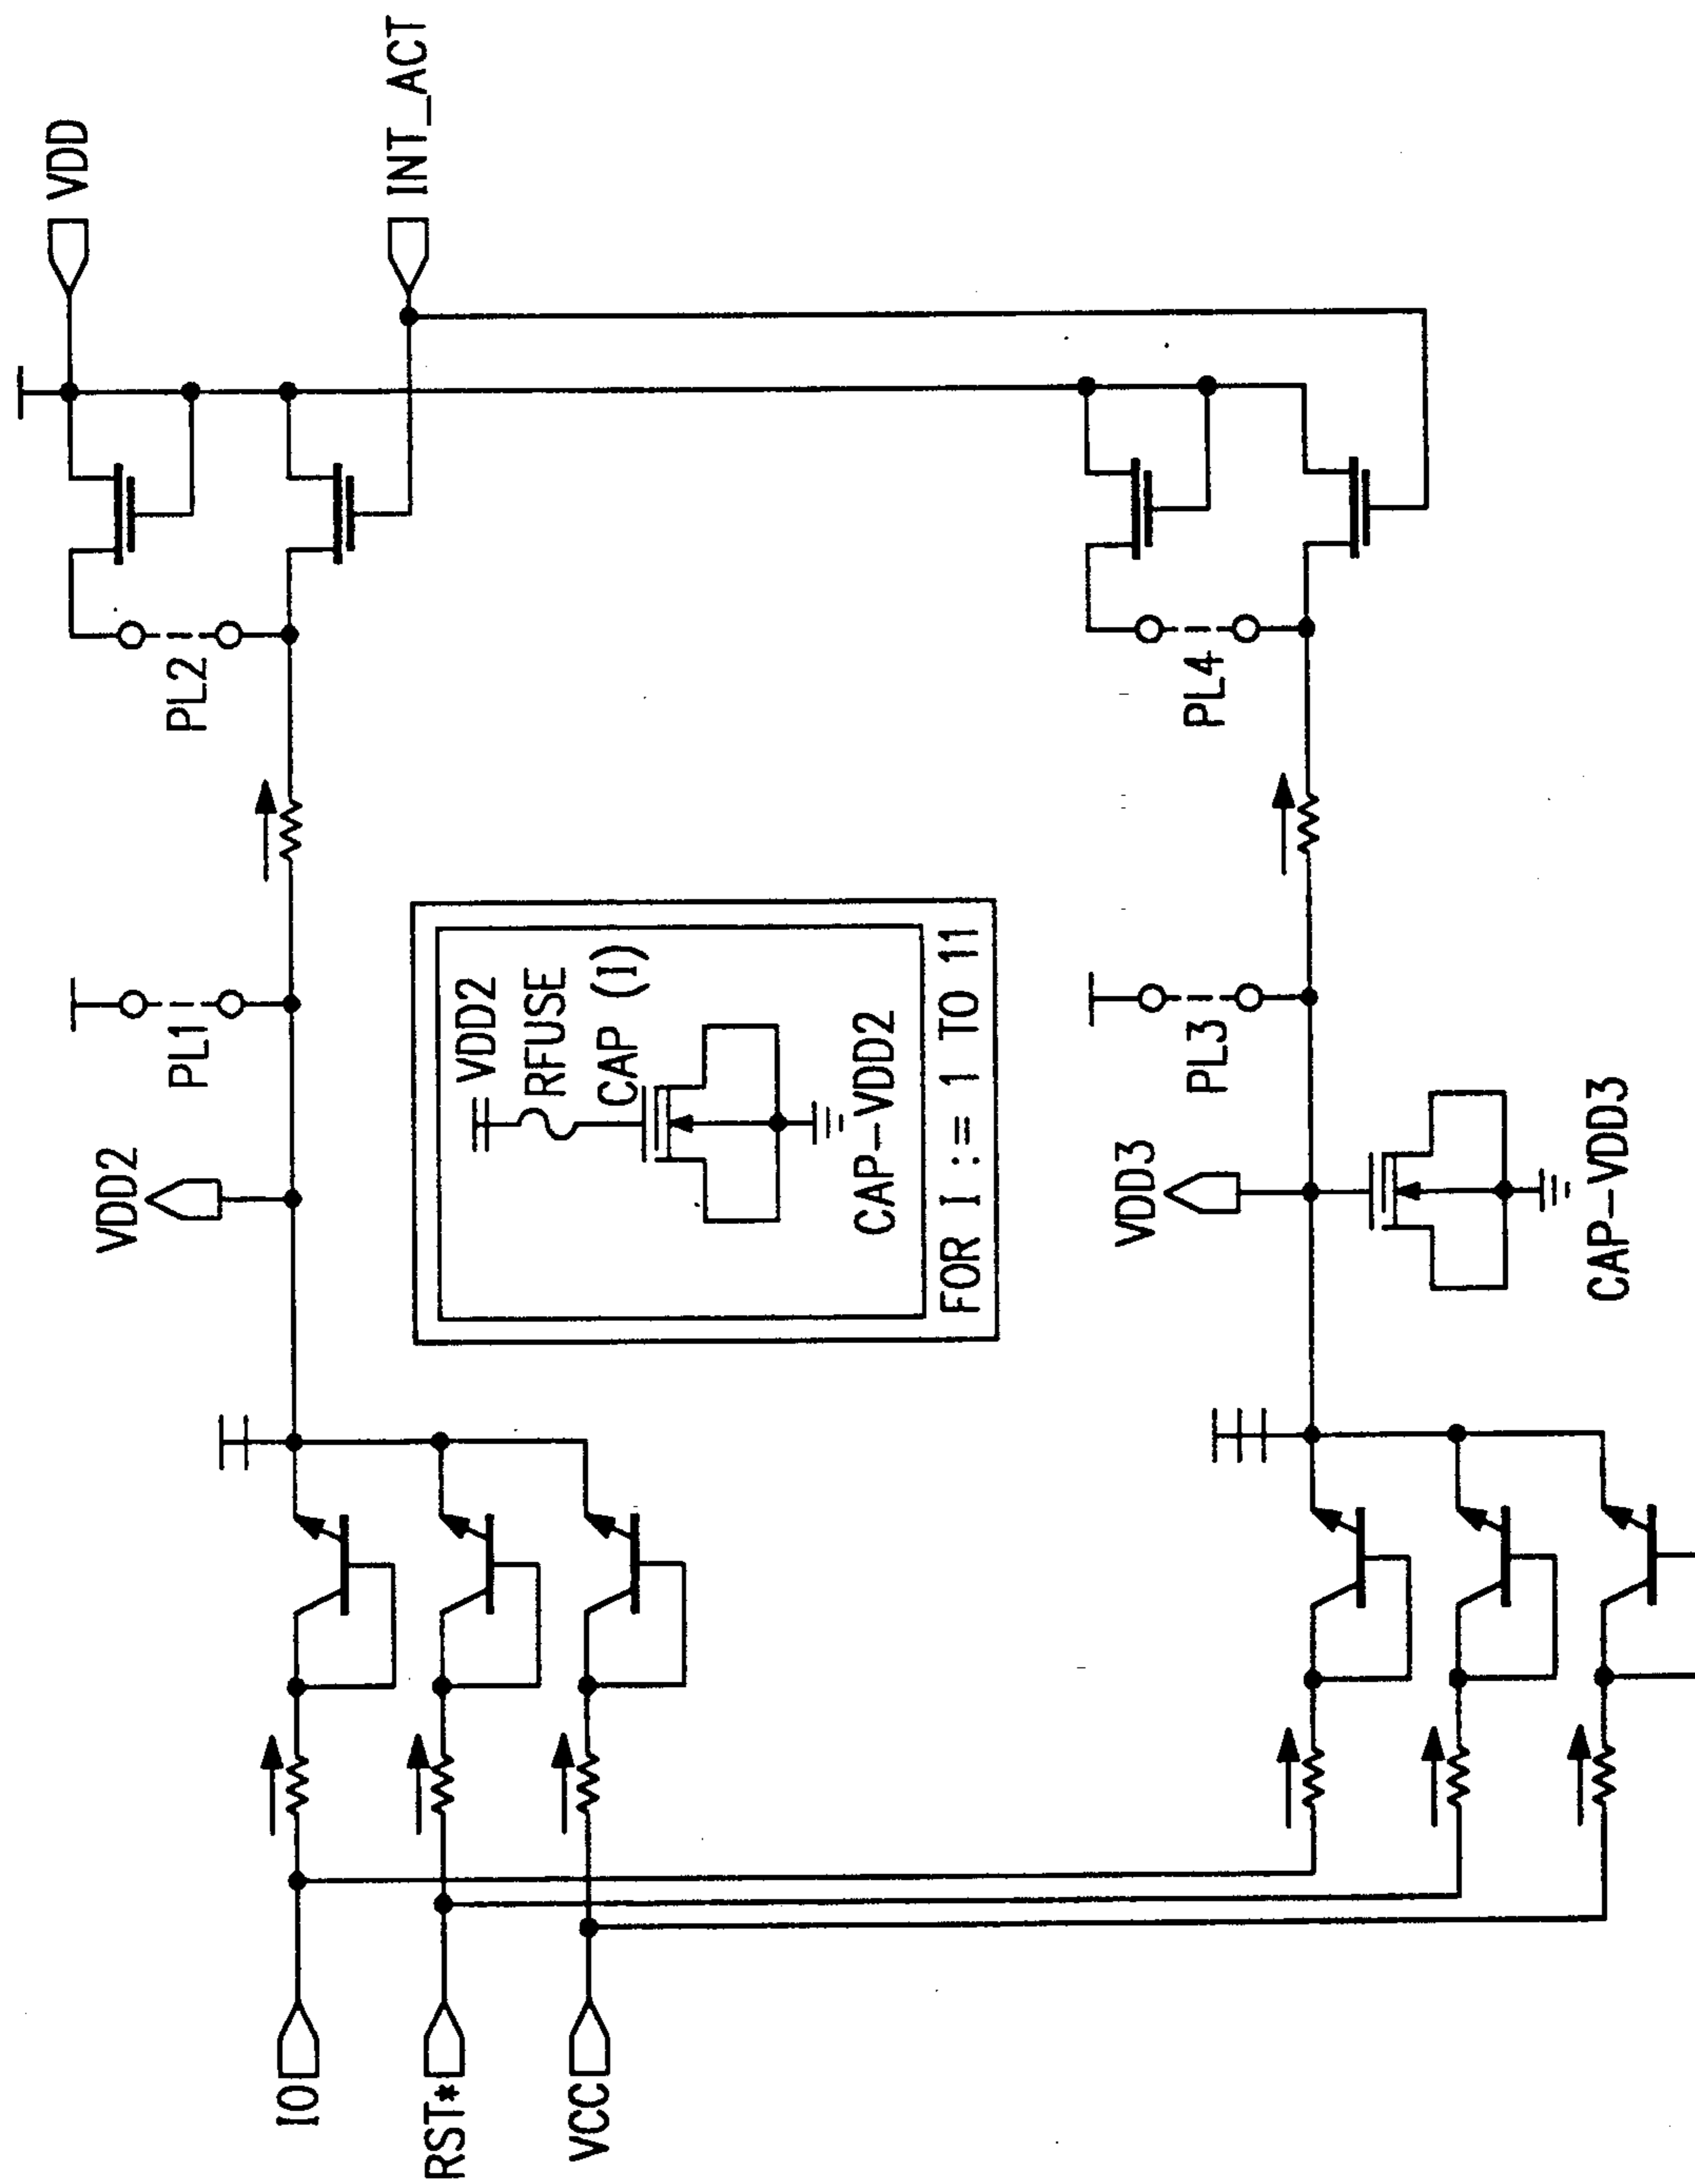 IO
RST*
VCC
VDD2
PL1
PL2
VDD
INT_ACT
VDD2
RFUSE
CAP (I)
CAP-VDD2
FOR I := 1 TO 11
VDD3
CAP-VDD3
PL3
PL4